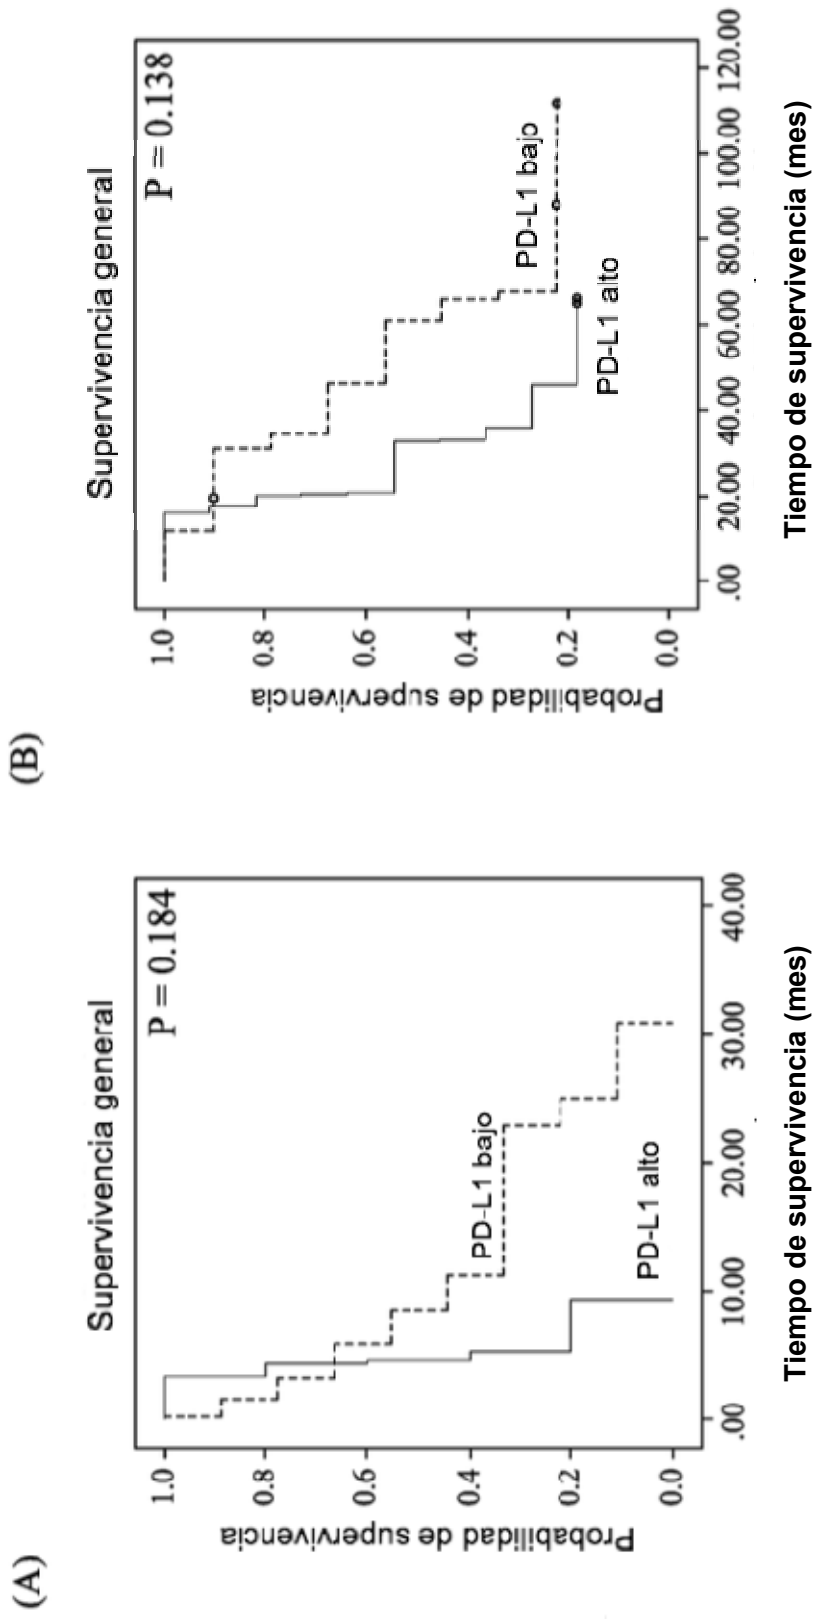 (A)
Supervivencia general
P = 0.184
Probabilidad de supervivencia
1.0
0.8
0.6
0.4
0.2
0.0
PD-L1 bajo
PD-L1 alto
.00
10.00
20.00
30.00
40.00
Tiempo de supervivencia (mes)
(B)
Supervivencia general
P = 0.138
Probabilidad de supervivencia
1.0
0.8
0.6
0.4
0.2
0.0
PD-L1 bajo
PD-L1 alto
.00
20.00
40.00
60.00
80.00
100.00
120.00
Tiempo de supervivencia (mes)